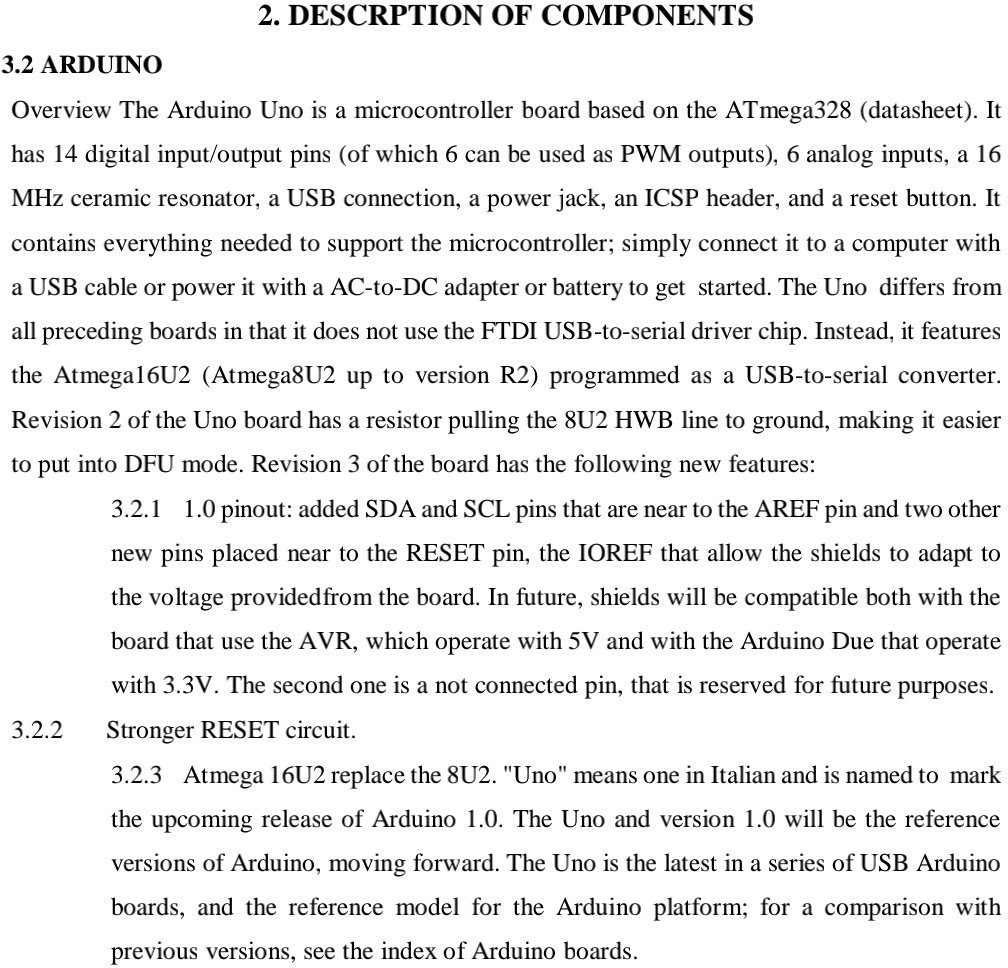 2. DESCRPTION OF COMPONENTS
3.2 ARDUINO
Overview The Arduino Uno is a microcontroller board based on the ATmega328 (datasheet). It
has 14 digital input/output pins (of which 6 can be used as PWM outputs), 6 analog inputs, a 16
MHz ceramic resonator, a USB connection, a power jack, an ICSP header, and a reset button. It
contains everything needed to support the microcontroller; simply connect it to a computer with
a USB cable or power it with a AC-to-DC adapter or battery to get started. The Uno differs from
all preceding boards in that it does not use the FTDI USB-to-serial driver chip. Instead, it features
the Atmega16U2 (Atmega8U2 up to version R2) programmed as a USB-to-serial converter.
Revision 2 of the Uno board has a resistor pulling the 8U2 HWB line to ground, making it easier
to put into DFU mode. Revision 3 of the board has the following new features:
3.2.1 1.0 pinout: added SDA and SCL pins that are near to the AREF pin and two other
new pins placed near to the RESET pin, the IOREF that allow the shields to adapt to
the voltage providedfrom the board. In future, shields will be compatible both with the
board that use the AVR, which operate with 5V and with the Arduino Due that operate
with 3.3V. The second one is a not connected pin, that is reserved for future purposes.
3.2.2 Stronger RESET circuit.
3.2.3 Atmega 16U2 replace the 8U2. "Uno" means one in Italian and is named to mark
the upcoming release of Arduino 1.0. The Uno and version 1.0 will be the reference
versions of Arduino, moving forward. The Uno is the latest in a series of USB Arduino
boards, and the reference model for the Arduino platform; for a comparison with
previous versions, see the index of Arduino boards.